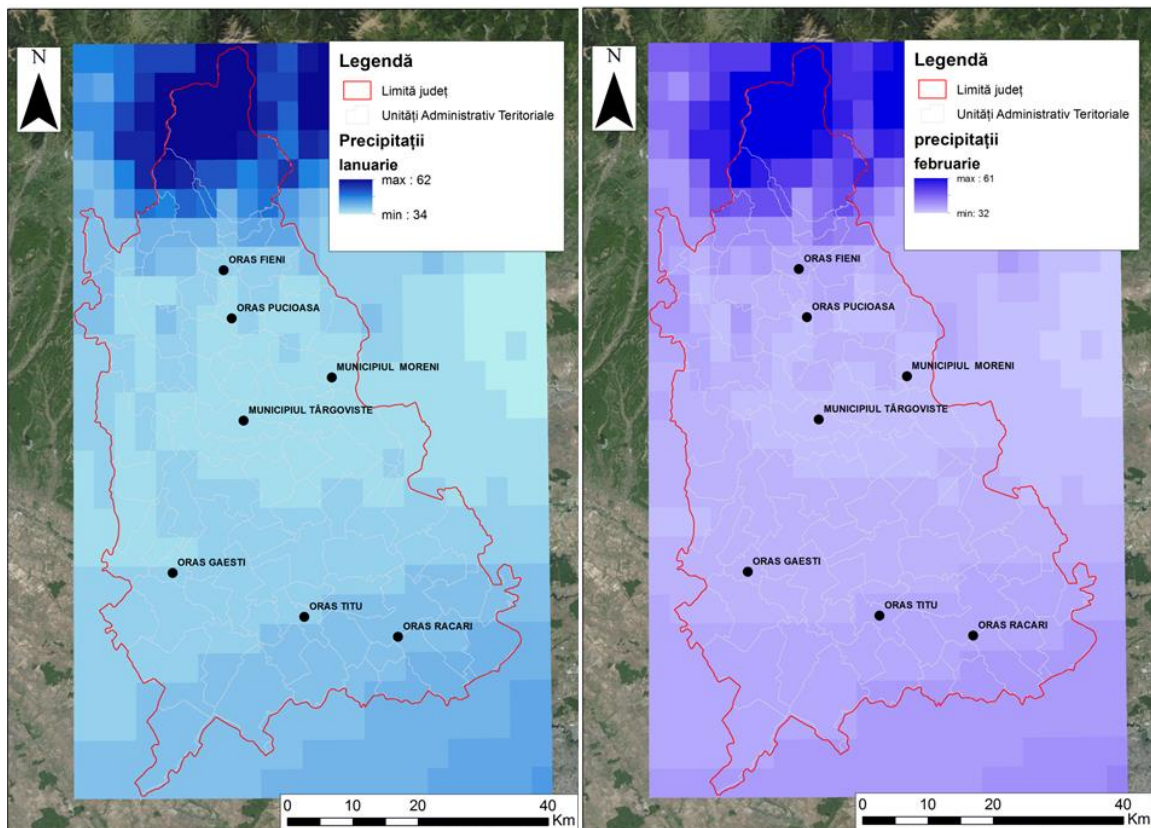 N
Legendă
Limită județ
Unități Administrativ Teritoriale
Precipitații
Ianuarie
max : 62
min : 34
ORAS FIENI
ORAS PUCIOASA
MUNICIPIUL MORENI
MUNICIPIUL TÂRGOVISTE
ORAS GAESTI
ORAS TITU
ORAS RACARI
0 10 20 40
Km
N
Legendă
Limită județ
Unități Administrativ Teritoriale
precipitații
februarie
max : 61
min: 32
ORAS FIENI
ORAS PUCIOASA
MUNICIPIUL MORENI
MUNICIPIUL TÂRGOVISTE
ORAS GAESTI
ORAS TITU
ORAS RACARI
0 10 20 40
Km